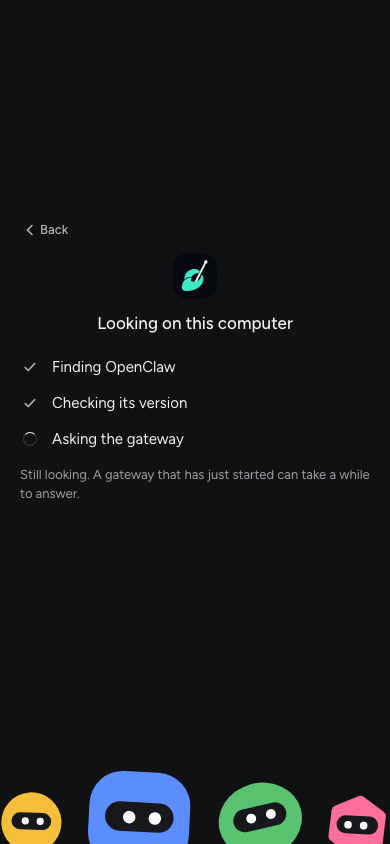 Back
Looking on this computer
Finding OpenClaw
Checking its version
Asking the gateway
Still looking. A gateway that has just started can take a while
to answer.